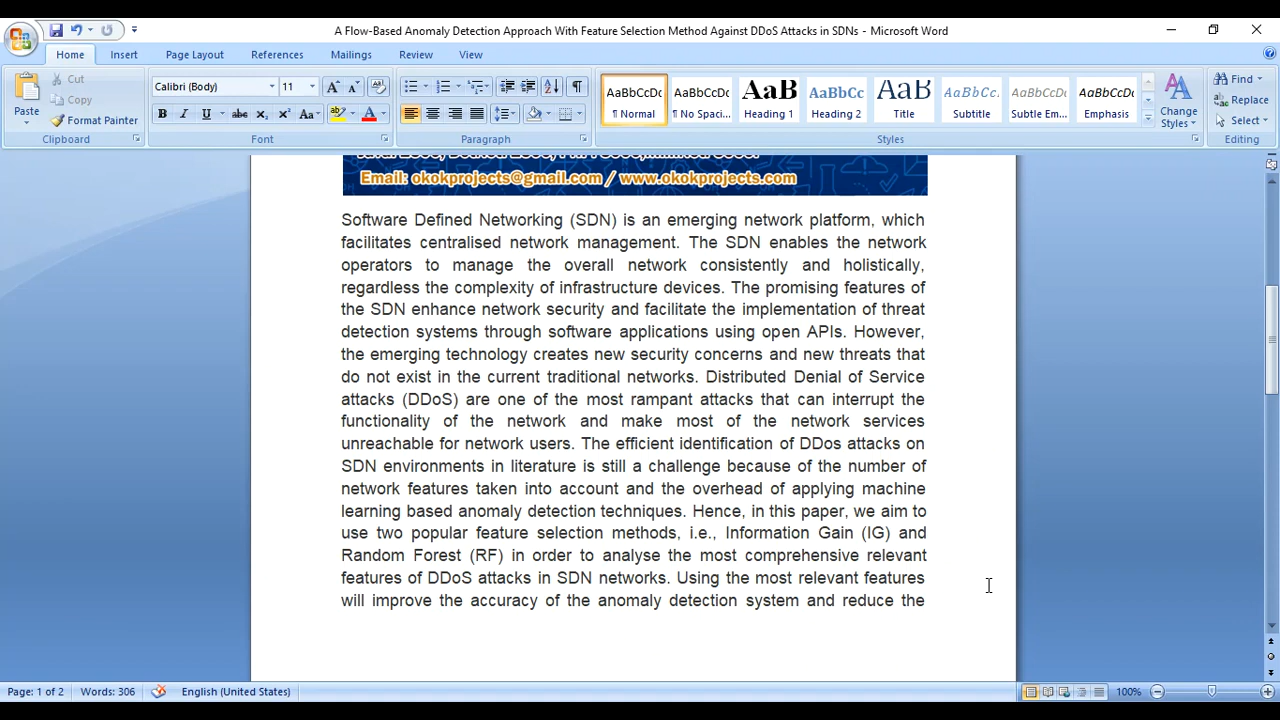 A Flow-Based Anomaly Detection Approach With Feature Selection Method Against DDoS Attacks in SDNs - Microsoft Word
Home Insert Page Layout References Mailings Review View
Cut
Copy
Format Painter
Paste
Clipboard
Calibri (Body) 11
Font
Paragraph
AaBbCcDc AaBbCcDc AaB AaBbCc AaB AaBbCc. AaBbCcDt AaBbCcDt
¶ Normal ¶ No Spaci... Heading 1 Heading 2 Title Subtitle Subtle Em... Emphasis
Change Styles
Styles
Find
Replace
Select
Editing
Email: okokprojects@gmail.com / www.okokprojects.com
Software Defined Networking (SDN) is an emerging network platform, which
facilitates centralised network management. The SDN enables the network
operators to manage the overall network consistently and holistically,
regardless the complexity of infrastructure devices. The promising features of
the SDN enhance network security and facilitate the implementation of threat
detection systems through software applications using open APIs. However,
the emerging technology creates new security concerns and new threats that
do not exist in the current traditional networks. Distributed Denial of Service
attacks (DDoS) are one of the most rampant attacks that can interrupt the
functionality of the network and make most of the network services
unreachable for network users. The efficient identification of DDos attacks on
SDN environments in literature is still a challenge because of the number of
network features taken into account and the overhead of applying machine
learning based anomaly detection techniques. Hence, in this paper, we aim to
use two popular feature selection methods, i.e., Information Gain (IG) and
Random Forest (RF) in order to analyse the most comprehensive relevant
features of DDoS attacks in SDN networks. Using the most relevant features
will improve the accuracy of the anomaly detection system and reduce the
Page: 1 of 2 Words: 306 English (United States) 100%